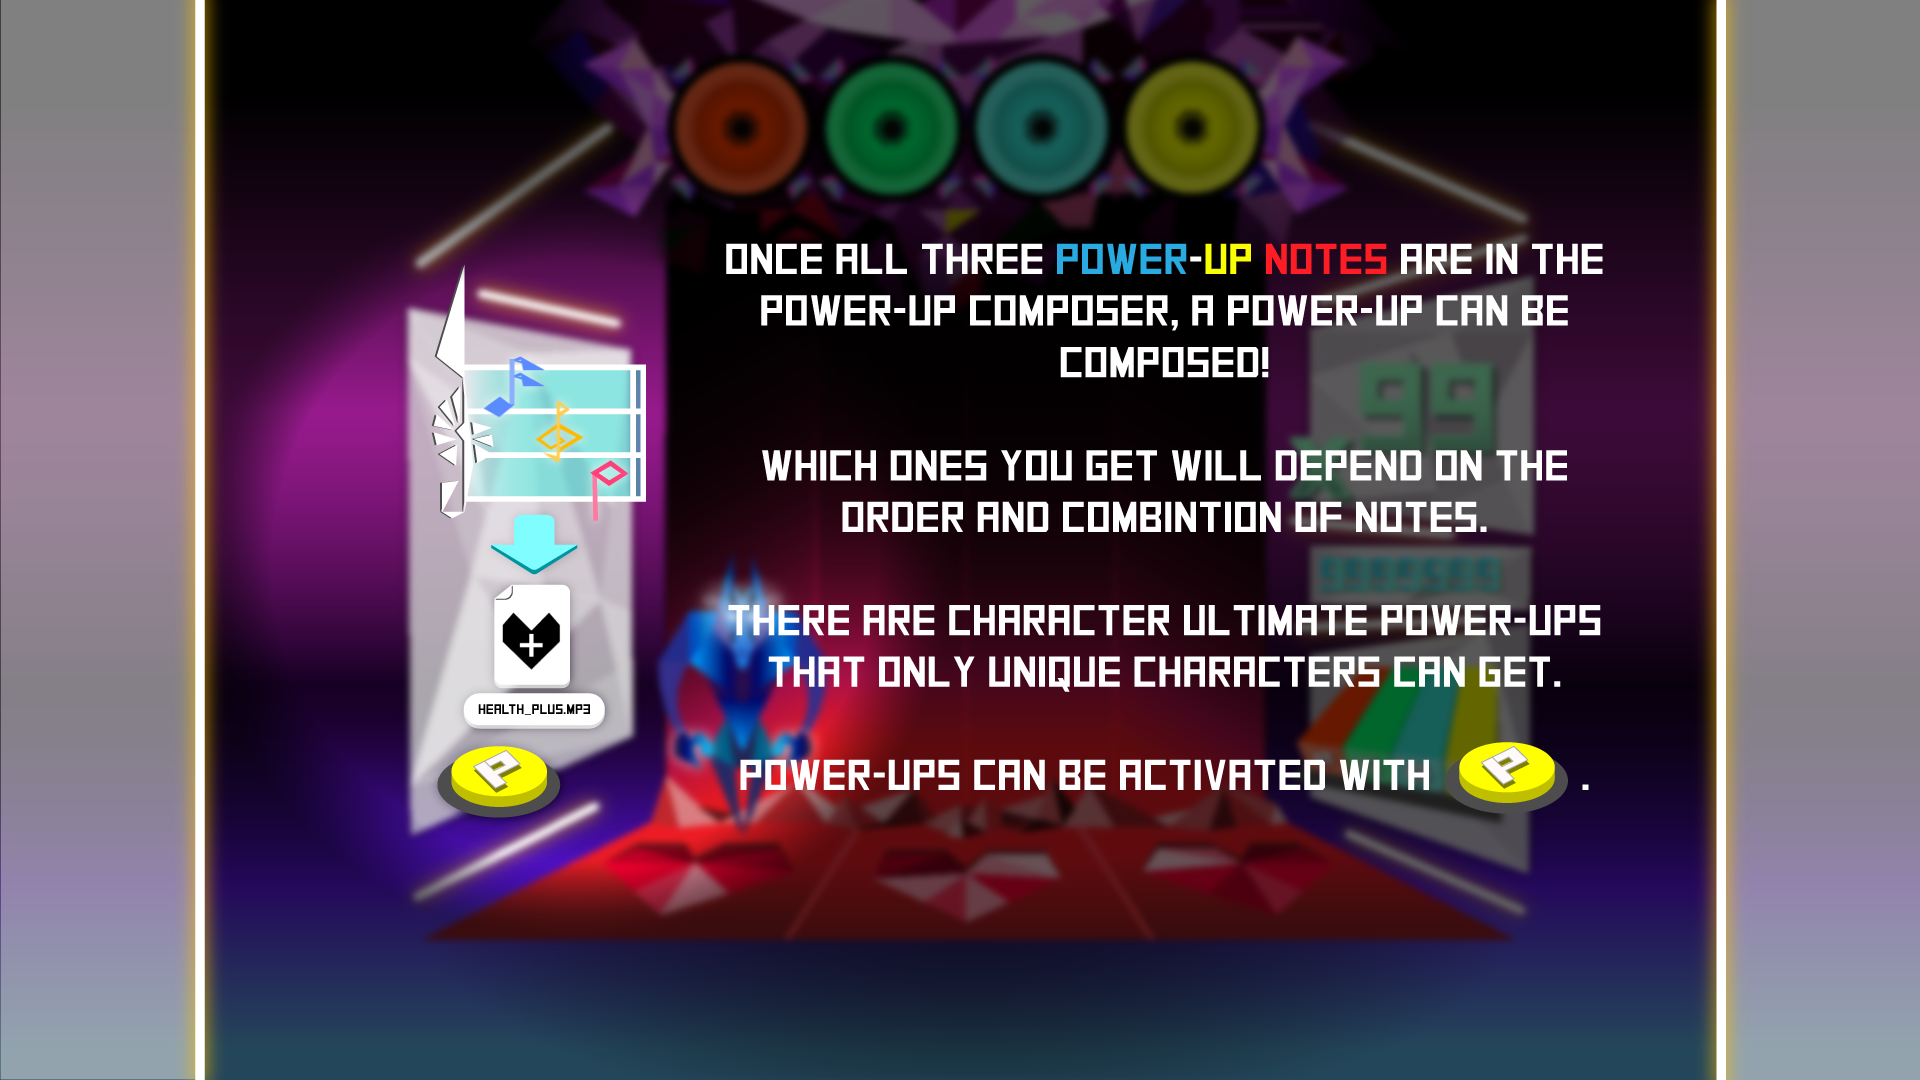 ONCE ALL THREE POWER-UP NOTES ARE IN THE
POWER-UP COMPOSER, A POWER-UP CAN BE
COMPOSED!
x99
WHICH ONES YOU GET WILL DEPEND ON THE
ORDER AND COMBINTION OF NOTES.
THERE ARE CHARACTER ULTIMATE POWER-UPS
THAT ONLY UNIQUE CHARACTERS CAN GET.
HEALTH_PLUS.MP3
P
POWER-UPS CAN BE ACTIVATED WITH P .